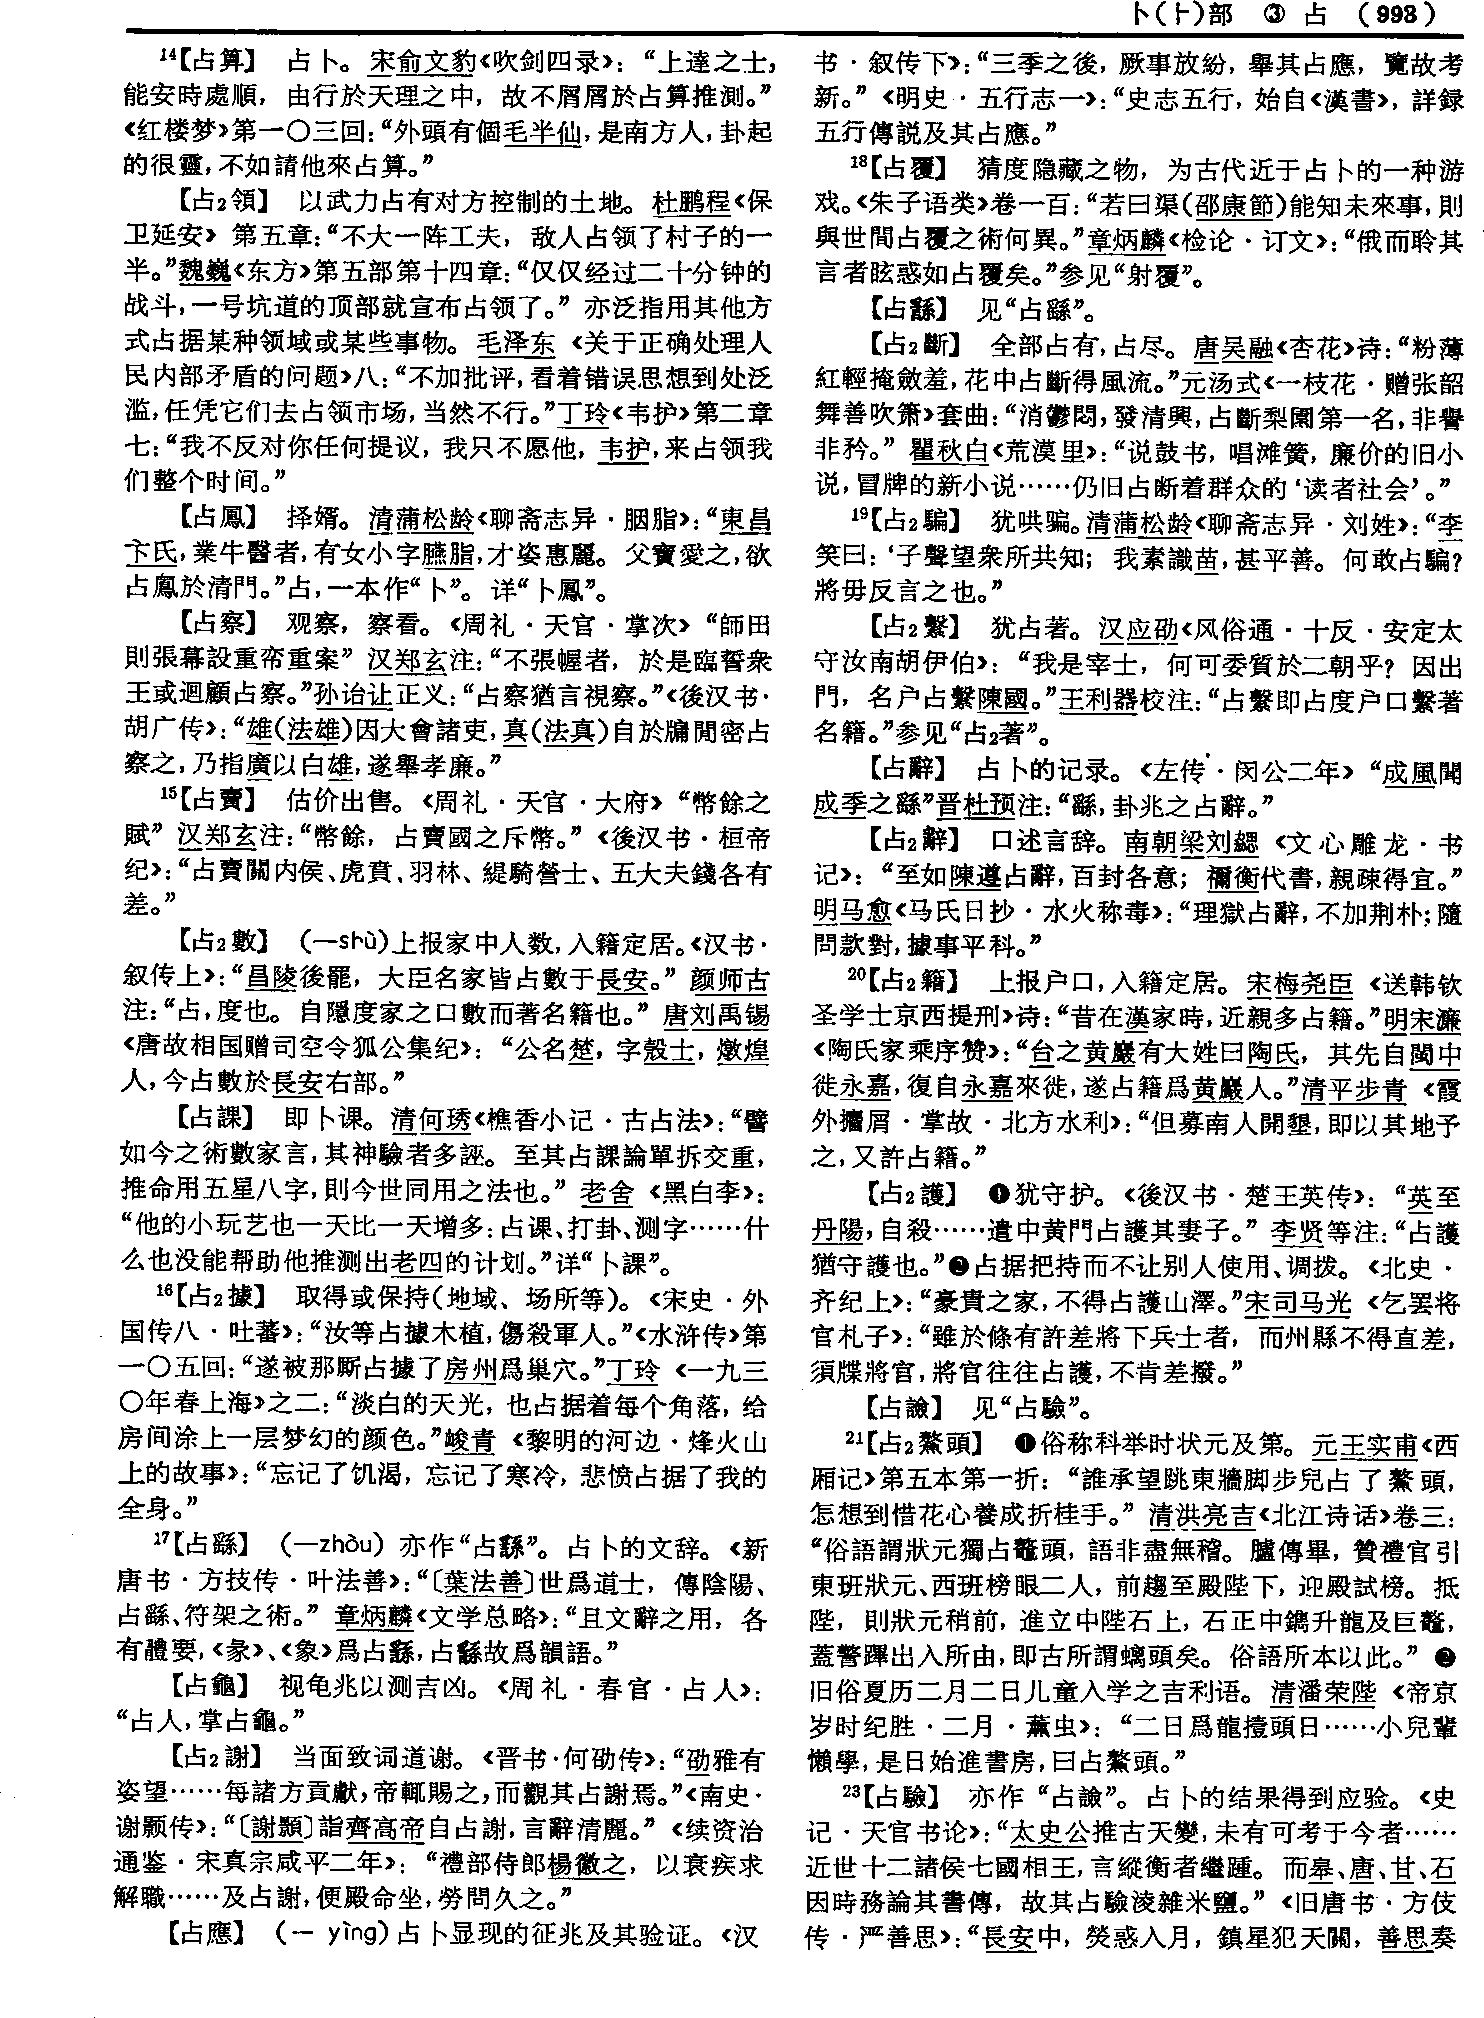 卜(⺊)部 ③ 占 (993)
14【占算】 占卜。宋俞文豹《吹剑四录》：“上達之士，
能安時處順，由行於天理之中，故不屑屑於占算推測。”
《红楼梦》第一〇三回：“外頭有個毛半仙，是南方人，卦起
的很靈，不如請他來占算。”
【占2領】 以武力占有对方控制的土地。杜鹏程《保
卫延安》第五章：“不大一阵工夫，敌人占领了村子的一
半。”魏巍《东方》第五部第十四章：“仅仅经过二十分钟的
战斗，一号坑道的顶部就宣布占领了。”亦泛指用其他方
式占据某种领域或某些事物。毛泽东《关于正确处理人
民内部矛盾的问题》八：“不加批评，看着错误思想到处泛
滥，任凭它们去占领市场，当然不行。”丁玲《韦护》第二章
七：“我不反对你任何提议，我只不愿他，韦护，来占领我
们整个时间。”
【占鳳】 择婿。清蒲松龄《聊斋志异·胭脂》：“東昌
卞氏，業牛醫者，有女小字臙脂，才姿惠麗。父寶愛之，欲
占鳳於清門。”占，一本作“卜”。详“卜鳳”。
【占察】 观察，察看。《周礼·天官·掌次》“師田
則張幕設重帟重案”汉郑玄注：“不張幄者，於是臨誓衆
王或迴顧占察。”孙诒让正义：“占察猶言視察。”《後汉书·
胡广传》：“雄(法雄)因大會諸吏，真(法真)自於牖間密占
察之，乃指廣以白雄，遂舉孝廉。”
15【占賣】 估价出售。《周礼·天官·大府》“幣餘之
賦”汉郑玄注：“幣餘，占賣國之斥幣。”《後汉书·桓帝
纪》：“占賣關内侯、虎賁、羽林、緹騎營士、五大夫錢各有
差。”
【占2數】 (—shù)上报家中人数，入籍定居。《汉书·
叙传上》：“昌陵後罷，大臣名家皆占數于長安。”颜师古
注：“占，度也。自隱度家之口數而著名籍也。”唐刘禹锡
《唐故相国赠司空令狐公集纪》：“公名楚，字殼士，燉煌
人，今占數於長安右部。”
【占課】 即卜课。清何琇《樵香小记·古占法》：“譬
如今之術數家言，其神驗者多誣。至其占課論單拆交重，
推命用五星八字，則今世同用之法也。”老舍《黑白李》：
“他的小玩艺也一天比一天增多：占课、打卦、测字……什
么也没能帮助他推测出老四的计划。”详“卜課”。
16【占2據】 取得或保持(地域、场所等)。《宋史·外
国传八·吐蕃》：“汝等占據木植，傷殺軍人。”《水浒传》第
一〇五回：“遂被那厮占據了房州爲巢穴。”丁玲《一九三
〇年春上海》之二：“淡白的天光，也占据着每个角落，给
房间涂上一层梦幻的颜色。”峻青《黎明的河边·烽火山
上的故事》：“忘记了饥渴，忘记了寒冷，悲愤占据了我的
全身。”
17【占繇】 (—zhòu) 亦作“占䌛”。占卜的文辞。《新
唐书·方技传·叶法善》：“〔葉法善〕世爲道士，傳陰陽、
占繇、符架之術。”章炳麟《文学总略》：“且文辭之用，各
有體要，《彖》、《象》爲占䌛，占䌛故爲韻語。”
【占龜】 视龟兆以测吉凶。《周礼·春官·占人》：
“占人，掌占龜。”
【占2謝】 当面致词道谢。《晋书·何劭传》：“劭雅有
姿望……每諸方貢獻，帝輒賜之，而觀其占謝焉。”《南史·
谢颢传》：“〔謝顥〕詣齊高帝自占謝，言辭清麗。”《续资治
通鉴·宋真宗咸平二年》：“禮部侍郎楊徽之，以衰疾求
解職……及占謝，便殿命坐，勞問久之。”
【占應】 (— yìng)占卜显现的征兆及其验证。《汉
书·叙传下》：“三季之後，厥事放紛，舉其占應，覽故考
新。”《明史·五行志一》：“史志五行，始自《漢書》，詳録
五行傳説及其占應。”
18【占覆】 猜度隐藏之物，为古代近于占卜的一种游
戏。《朱子语类》卷一百：“若曰渠(邵康節)能知未來事，則
與世間占覆之術何異。”章炳麟《检论·订文》：“俄而聆其
言者眩惑如占覆矣。”参见“射覆”。
【占䌛】 见“占繇”。
【占2斷】 全部占有，占尽。唐吴融《杏花》诗：“粉薄
紅輕掩斂羞，花中占斷得風流。”元汤式《一枝花·赠张韶
舞善吹箫》套曲：“消鬱悶，發清興，占斷梨園第一名，非譽
非矜。”瞿秋白《荒漠里》：“说鼓书，唱滩簧，廉价的旧小
说，冒牌的新小说……仍旧占断着群众的‘读者社会’。”
19【占2騙】 犹哄骗。清蒲松龄《聊斋志异·刘姓》：“李
笑曰：‘子聲望衆所共知；我素識苗，甚平善。何敢占騙？
將毋反言之也。”
【占2繫】 犹占著。汉应劭《风俗通·十反·安定太
守汝南胡伊伯》：“我是宰士，何可委質於二朝乎？因出
門，名户占繫陳國。”王利器校注：“占繫即占度户口繫著
名籍。”参见“占2著”。
【占辭】 占卜的记录。《左传·闵公二年》“成風聞
成季之繇”晋杜预注：“繇，卦兆之占辭。”
【占2辭】 口述言辞。南朝梁刘勰《文心雕龙·书
记》：“至如陳遵占辭，百封各意；禰衡代書，親疎得宜。”
明马愈《马氏日抄·水火称毒》：“理獄占辭，不加荆朴；隨
問款對，據事平科。”
20【占2籍】 上报户口，入籍定居。宋梅尧臣《送韩钦
圣学士京西提刑》诗：“昔在漢家時，近親多占籍。”明宋濂
《陶氏家乘序赞》：“台之黄巖有大姓曰陶氏，其先自閩中
徙永嘉，復自永嘉來徙，遂占籍爲黄巖人。”清平步青《霞
外攟屑·掌故·北方水利》：“但募南人開墾，即以其地予
之，又許占籍。”
【占2護】 ❶犹守护。《後汉书·楚王英传》：“英至
丹陽，自殺……遣中黄門占護其妻子。”李贤等注：“占護
猶守護也。”❷占据把持而不让别人使用、调拨。《北史·
齐纪上》：“豪貴之家，不得占護山澤。”宋司马光《乞罢将
官札子》：“雖於條有許差將下兵士者，而州縣不得直差，
須牒將官，將官往往占護，不肯差撥。”
【占譣】 见“占驗”。
21【占2鰲頭】 ❶俗称科举时状元及第。元王实甫《西
厢记》第五本第一折：“誰承望跳東牆脚步兒占了鰲頭，
怎想到惜花心養成折桂手。”清洪亮吉《北江诗话》卷三：
“俗語謂狀元獨占鼇頭，語非盡無稽。臚傳畢，贊禮官引
東班狀元、西班榜眼二人，前趨至殿陛下，迎殿試榜。抵
陛，則狀元稍前，進立中陛石上，石正中鐫升龍及巨鼇，
蓋警蹕出入所由，即古所謂螭頭矣。俗語所本以此。”❷
旧俗夏历二月二日儿童入学之吉利语。清潘荣陛《帝京
岁时纪胜·二月·薰虫》：“二日爲龍擡頭日……小兒輩
懶學，是日始進書房，曰占鰲頭。”
23【占驗】 亦作“占譣”。占卜的结果得到应验。《史
记·天官书论》：“太史公推古天變，未有可考于今者……
近世十二諸侯七國相王，言縱衡者繼踵。而皋、唐、甘、石
因時務論其書傳，故其占驗淩雜米鹽。”《旧唐书·方伎
传·严善思》：“長安中，熒惑入月，鎮星犯天關，善思奏